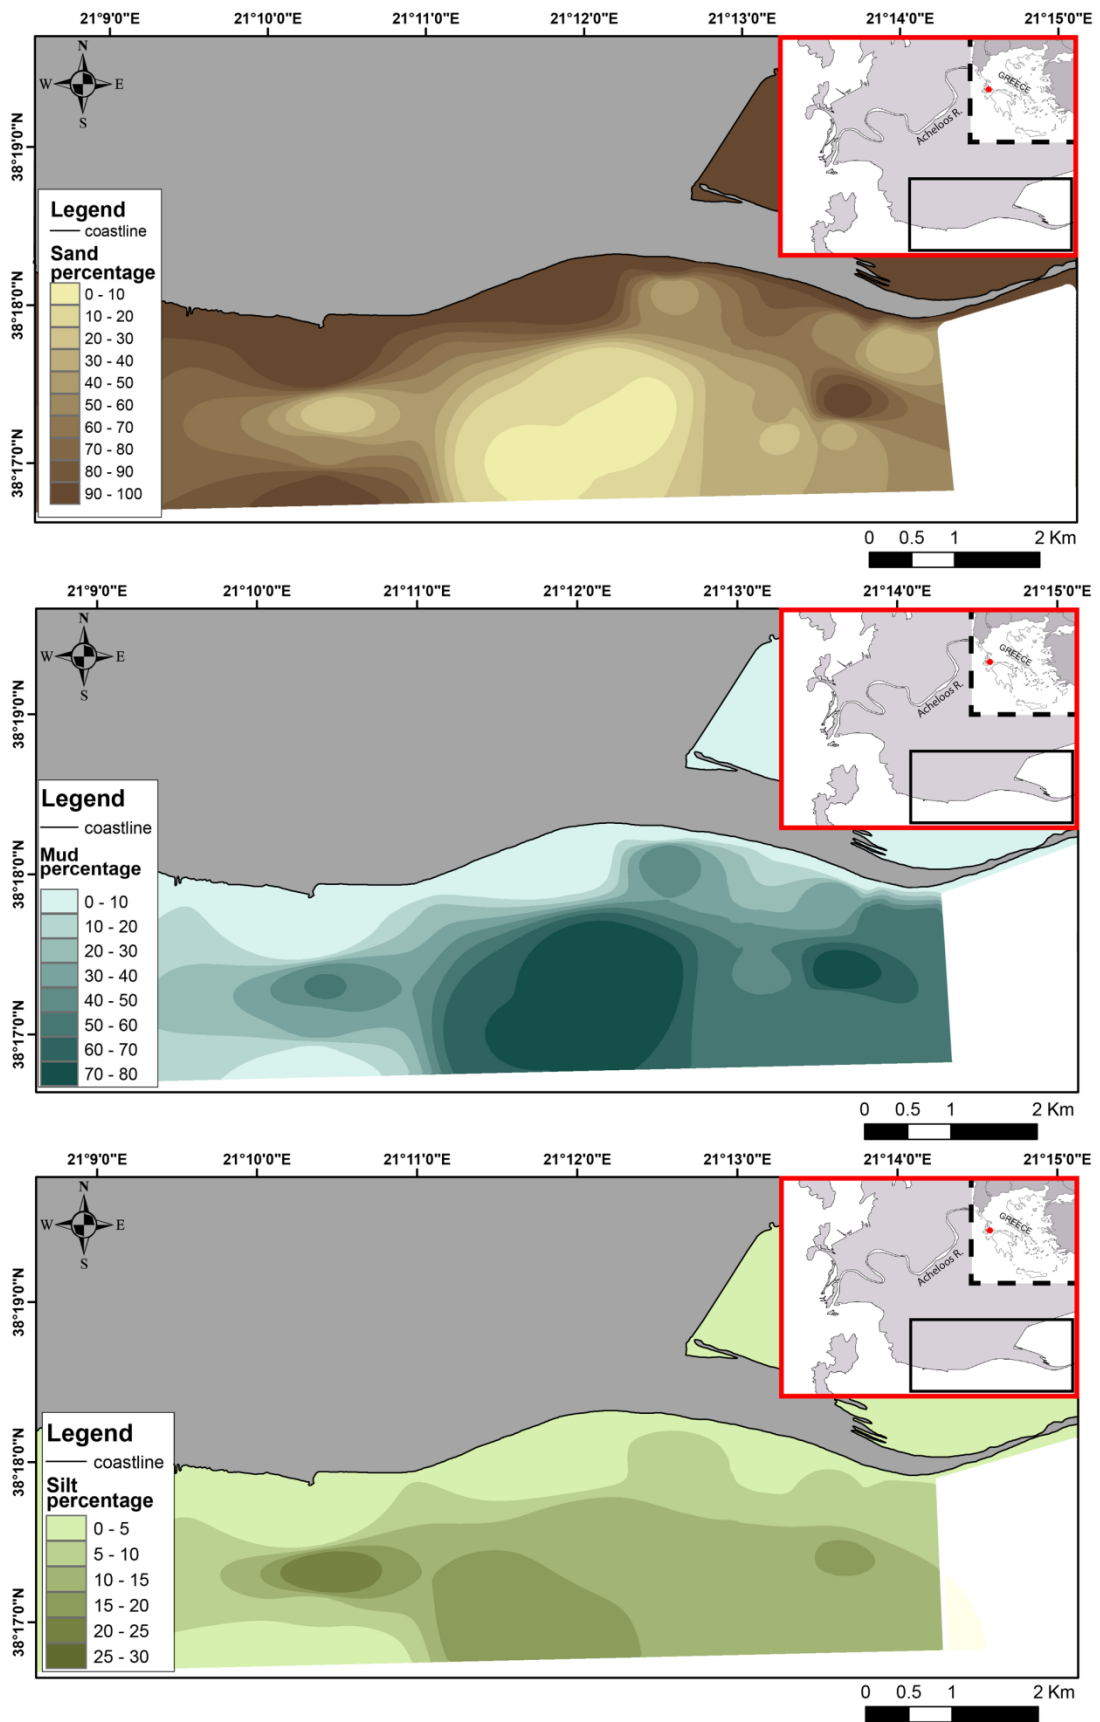 21°9'0"E 21°10'0"E 21°11'0"E 21°12'0"E 21°13'0"E 21°14'0"E 21°15'0"E
N
W E
S
38°19'0"N
38°18'0"N
38°17'0"N
Acheloos R.
GREECE
Legend
coastline
Sand
percentage
0 - 10
10 - 20
20 - 30
30 - 40
40 - 50
50 - 60
60 - 70
70 - 80
80 - 90
90 - 100
0 0.5 1 2 Km
21°9'0"E 21°10'0"E 21°11'0"E 21°12'0"E 21°13'0"E 21°14'0"E 21°15'0"E
N
W E
S
38°19'0"N
38°18'0"N
38°17'0"N
Acheloos R.
GREECE
Legend
coastline
Mud
percentage
0 - 10
10 - 20
20 - 30
30 - 40
40 - 50
50 - 60
60 - 70
70 - 80
0 0.5 1 2 Km
21°9'0"E 21°10'0"E 21°11'0"E 21°12'0"E 21°13'0"E 21°14'0"E 21°15'0"E
N
W E
S
38°19'0"N
38°18'0"N
38°17'0"N
Acheloos R.
GREECE
Legend
coastline
Silt
percentage
0 - 5
5 - 10
10 - 15
15 - 20
20 - 25
25 - 30
0 0.5 1 2 Km